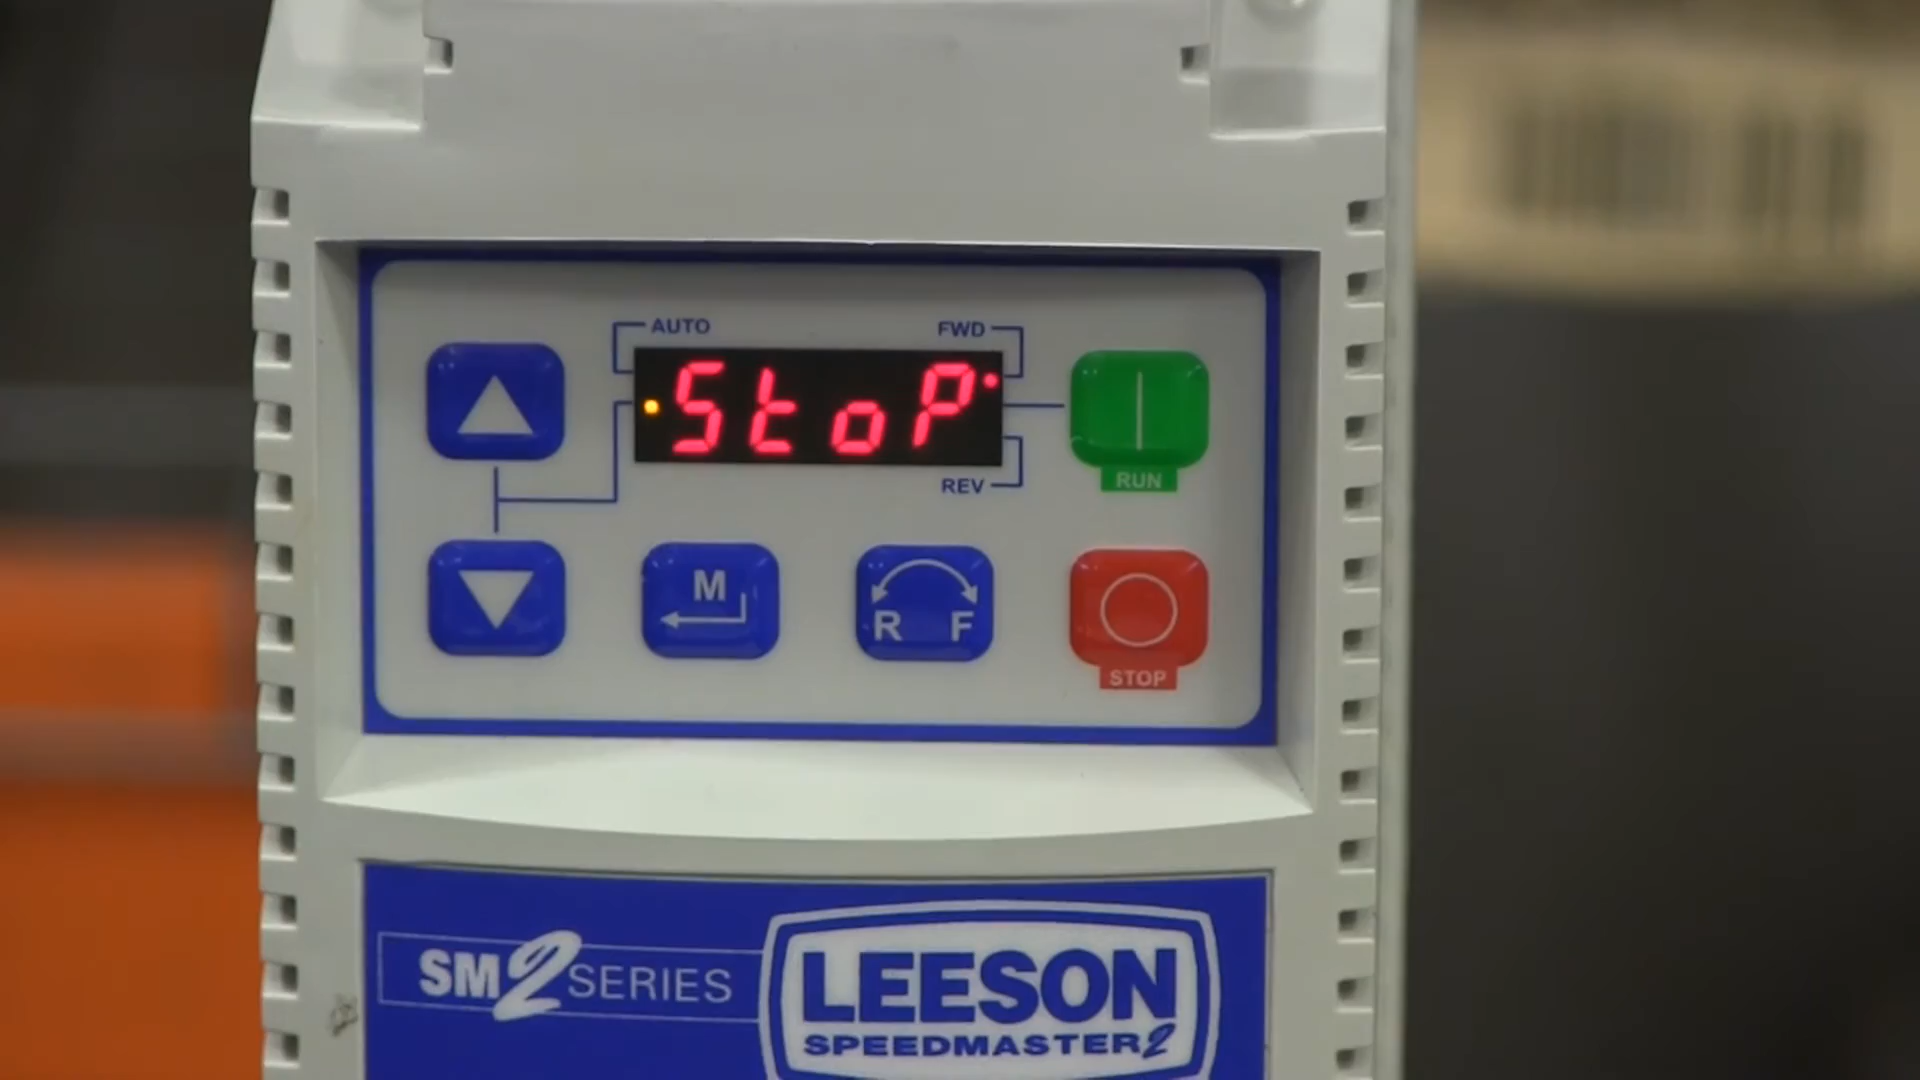 AUTO FWD
StoP
REV
RUN
M
R F
STOP
SM2 SERIES
LEESON
SPEEDMASTER2